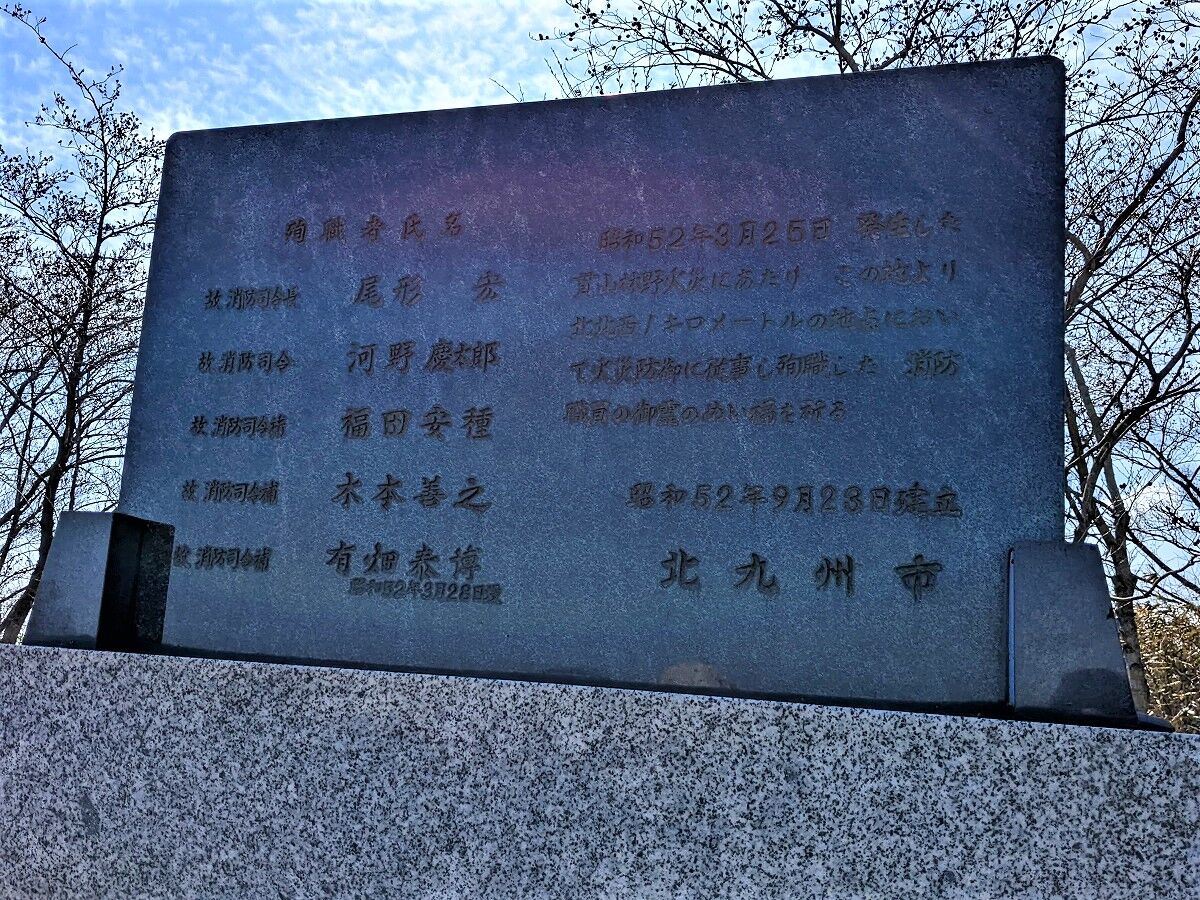 殉職者氏名
故消防司令長 尾形 宏
故消防司令 河野慶太郎
故消防司令補 福田安種
故消防司令補 木本善之
故消防司令補 有畑泰博
昭和52年3月28日歿
昭和52年3月25日 発生した
貫山林野火災にあたり この地より
北北西1キロメートルの地点におい
て火災防御に従事し殉職した 消防
職員の御霊のめい福を祈る
昭和52年9月23日建立
北九州市